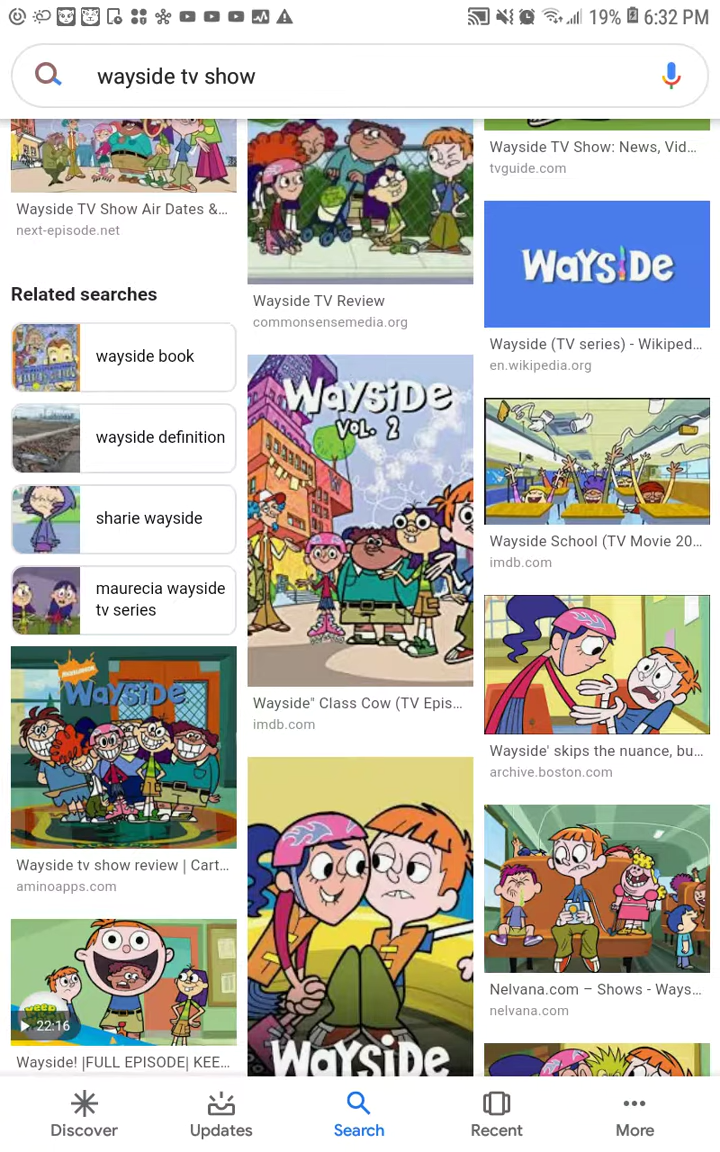 19% 6:32 PM
wayside tv show
Wayside TV Show Air Dates &...
next-episode.net
Related searches
wayside book
wayside definition
sharie wayside
maurecia wayside
tv series
NICKELODEON
Wayside
Wayside tv show review | Cart...
aminoapps.com
22:16
Wayside! |FULL EPISODE| KEE...
Wayside TV Review
commonsensemedia.org
WaYSiDe
VOL. 2
Wayside" Class Cow (TV Epis...
imdb.com
WaYSiDe
Wayside TV Show: News, Vid...
tvguide.com
WaYSiDe
Wayside (TV series) - Wikiped...
en.wikipedia.org
Wayside School (TV Movie 20...
imdb.com
Wayside' skips the nuance, bu...
archive.boston.com
Nelvana.com – Shows - Ways...
nelvana.com
Discover
Updates
Search
Recent
More